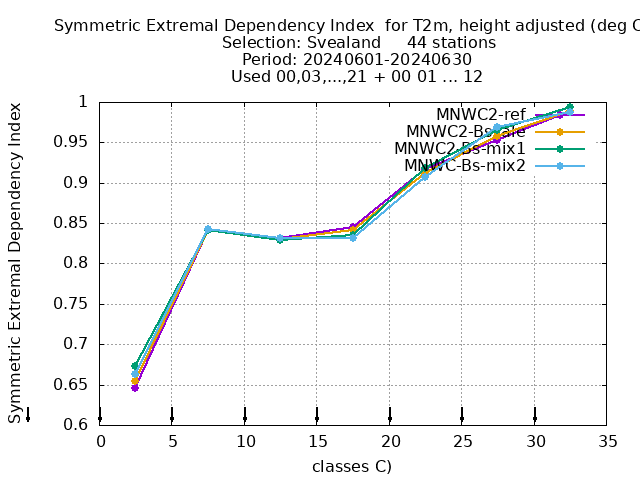 Symmetric Extremal Dependency Index  for T2m, height adjusted (deg C
Selection: Svealand     44 stations
Period: 20240601-20240630
Used 00,03,...,21 + 00 01 ... 12
Symmetric Extremal Dependency Index
1
0.95
0.9
0.85
0.8
0.75
0.7
0.65
0.6
MNWC2-ref
MNWC2-Bs-mix1
MNWC-Bs-mix2
0 5 10 15 20 25 30 35
classes C)